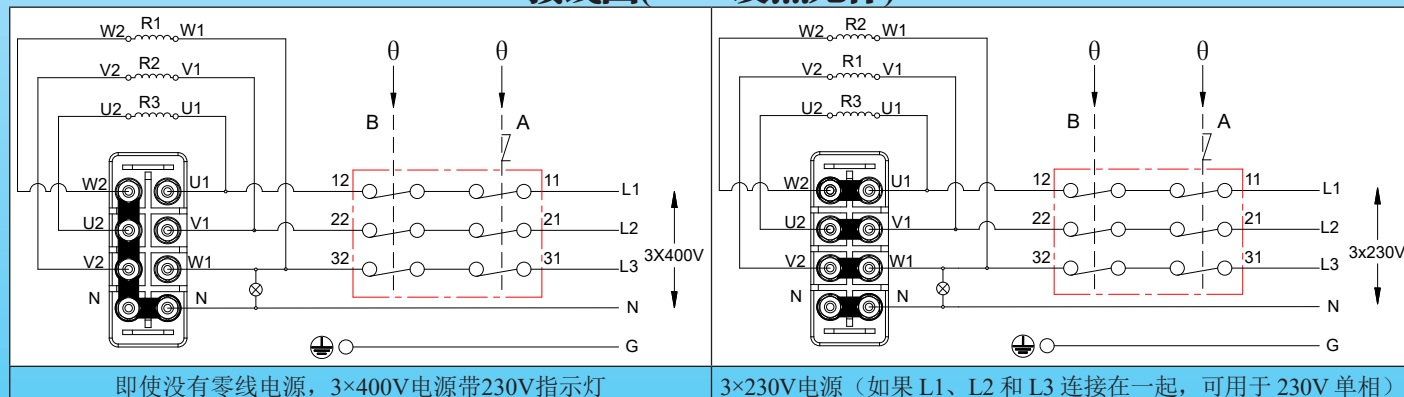 W2 R1 W1
V2 R2 V1
U2 R3 U1
θ θ
B A
W2 U1 12 11 L1
U2 V1 22 21 L2
V2 W1 32 31 L3
3X400V
N N N
G
即使没有零线电源，3×400V电源带230V指示灯
W2 R2 W1
V2 R1 V1
U2 R3 U1
θ θ
B A
W2 U1 12 11 L1
U2 V1 22 21 L2
V2 W1 32 31 L3
3x230V
N N N
G
3×230V电源（如果 L1、L2 和 L3 连接在一起，可用于 230V 单相）